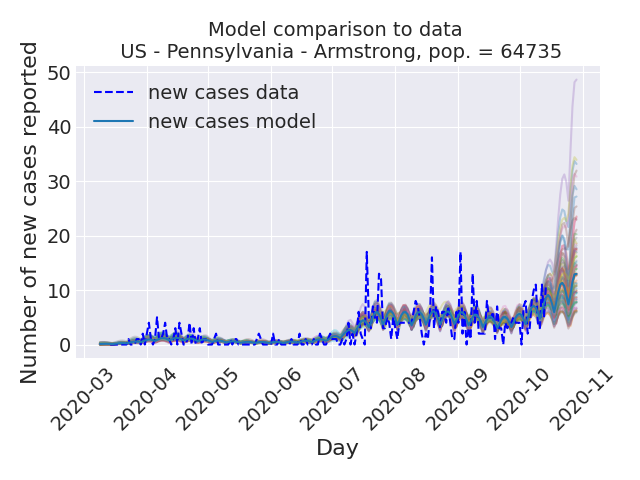 Model comparison to data
US - Pennsylvania - Armstrong, pop. = 64735
Number of new cases reported
50
40
30
20
10
0
new cases data
new cases model
2020-03
2020-04
2020-05
2020-06
2020-07
2020-08
2020-09
2020-10
2020-11
Day